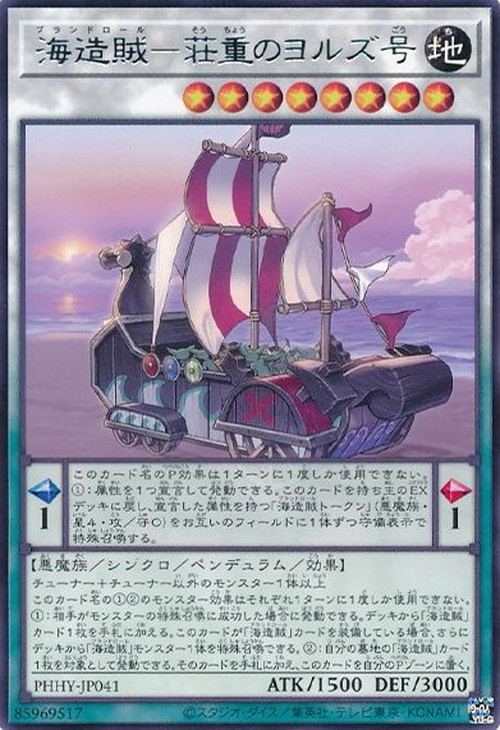 海造賊－荘重のヨルズ号
地
このカード名のP効果は1ターンに1度しか使用できない。
①：属性を1つ宣言して発動できる。このカードを持ち主のEX
デッキに戻し、宣言した属性を持つ「海造賊トークン」(悪魔族・
星4・攻/守0)をお互いのフィールドに1体ずつ守備表示で
特殊召喚する。
1
1
【悪魔族/シンクロ/ペンデュラム/効果】
チューナー＋チューナー以外のモンスター1体以上
このカード名の①②のモンスター効果はそれぞれ1ターンに1度しか使用できない。
①：相手がモンスターの特殊召喚に成功した場合に発動できる。デッキから「海造賊」
カード1枚を手札に加える。このカードが「海造賊」カードを装備している場合、さらに
デッキから「海造賊」モンスター1体を特殊召喚できる。②：自分の墓地の「海造賊」カード
1枚を対象として発動できる。そのカードを手札に加え、このカードを自分のPゾーンに置く。
PHHY-JP041
ATK/1500 DEF/3000
85969517
©スタジオ・ダイス/集英社・テレビ東京・KONAMI